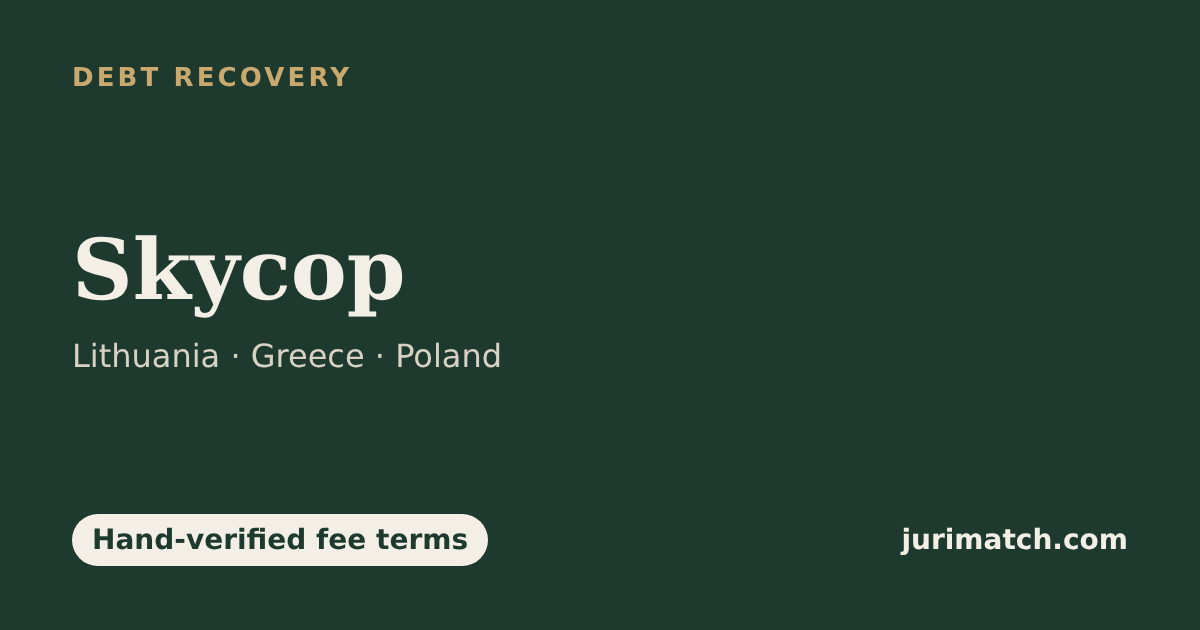 DEBT RECOVERY
Skycop
Lithuania · Greece · Poland
Hand-verified fee terms
jurimatch.com